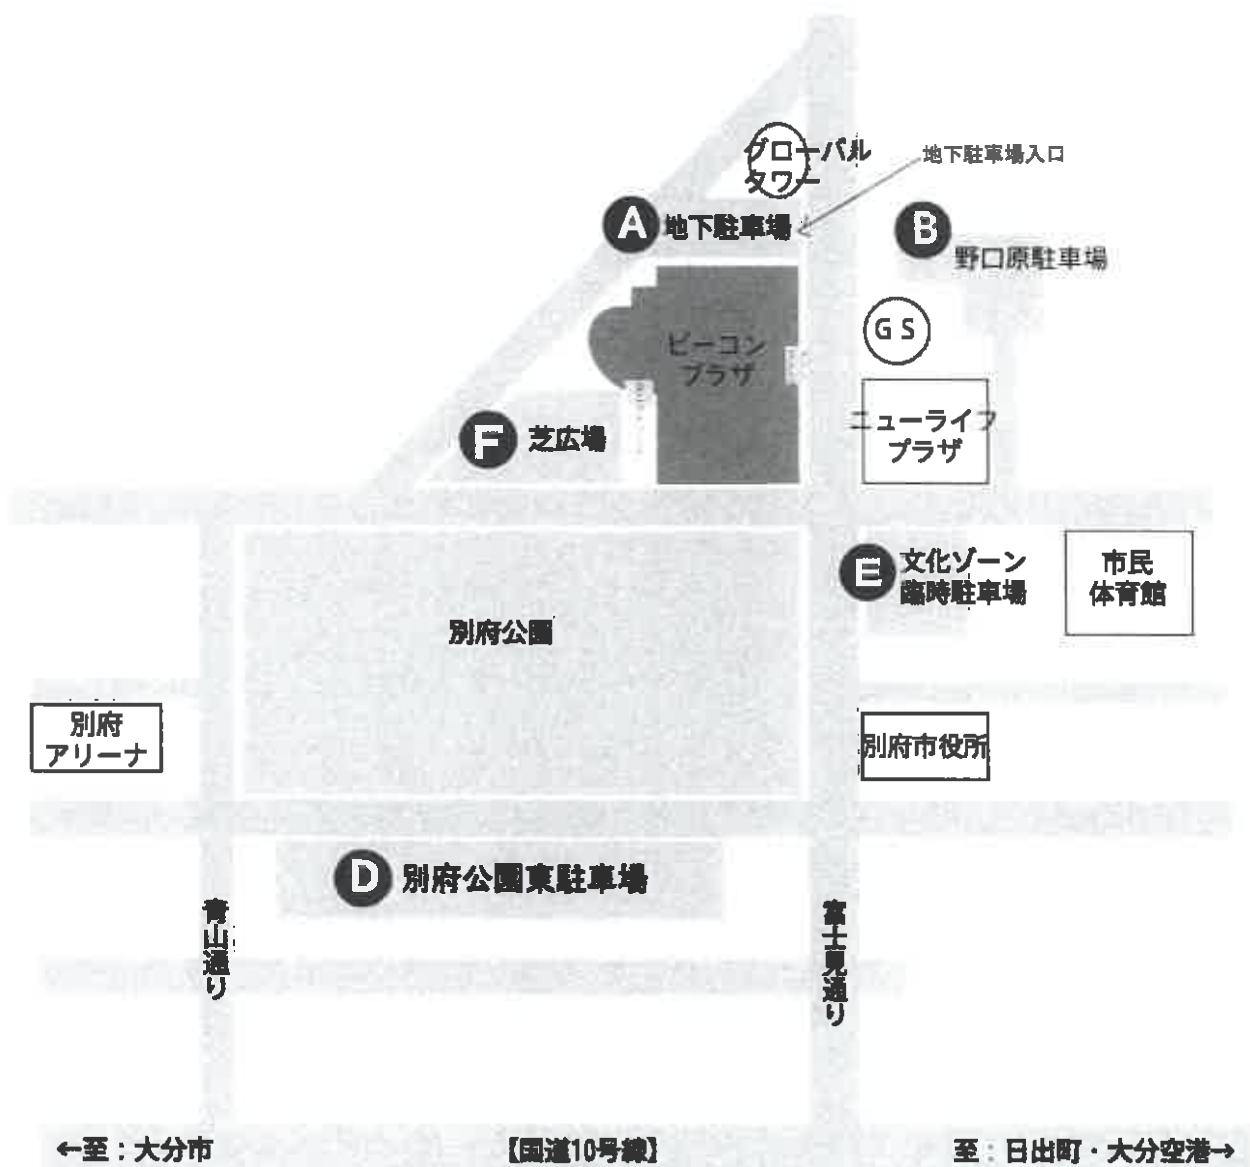 グローバル
タワー
地下駐車場入口
A 地下駐車場
B
野口原駐車場
GS
ビーコン
プラザ
ニューライフ
プラザ
F 芝広場
E 文化ゾーン
臨時駐車場
市民
体育館
別府公園
別府
アリーナ
別府市役所
D 別府公園東駐車場
青山通り
富士見通り
←至：大分市
【国道10号線】
至：日出町・大分空港→